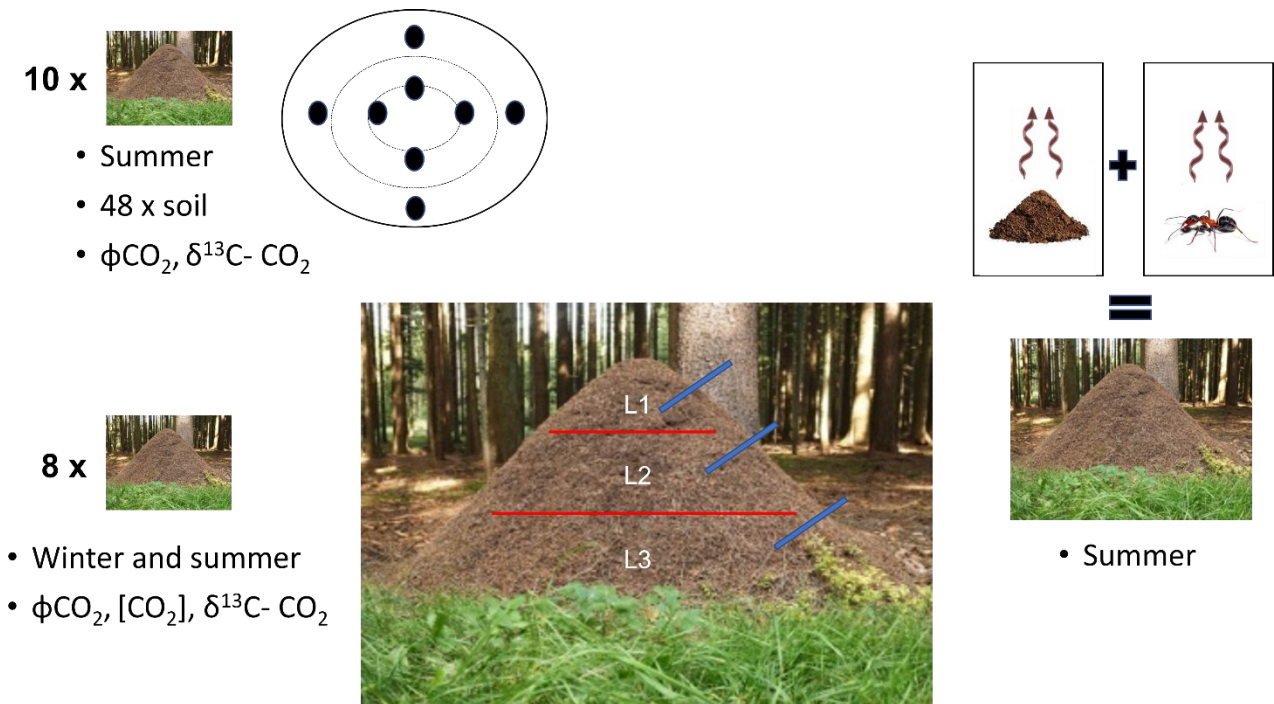 10 x
• Summer
• 48 x soil
• ϕCO₂, δ¹³C- CO₂
8 x
• Winter and summer
• ϕCO₂, [CO₂], δ¹³C- CO₂
L1
L2
L3
+
=
• Summer